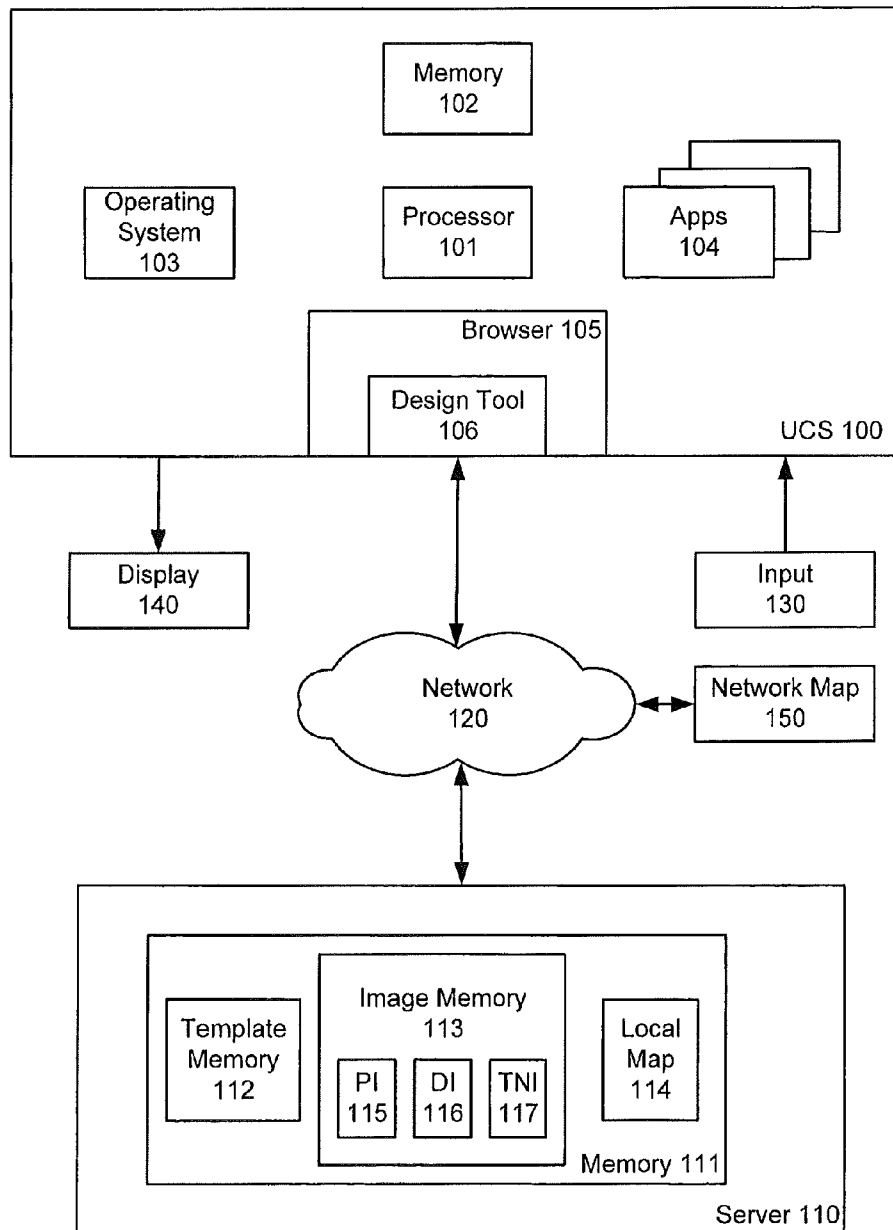 Memory
102
Operating
System
103
Processor
101
Apps
104
Browser 105
Design Tool
106
UCS 100
Display
140
Input
130
Network
120
Network Map
150
Image Memory
113
Template
Memory
112
PI
115
DI
116
TNI
117
Local
Map
114
Memory 111
Server 110